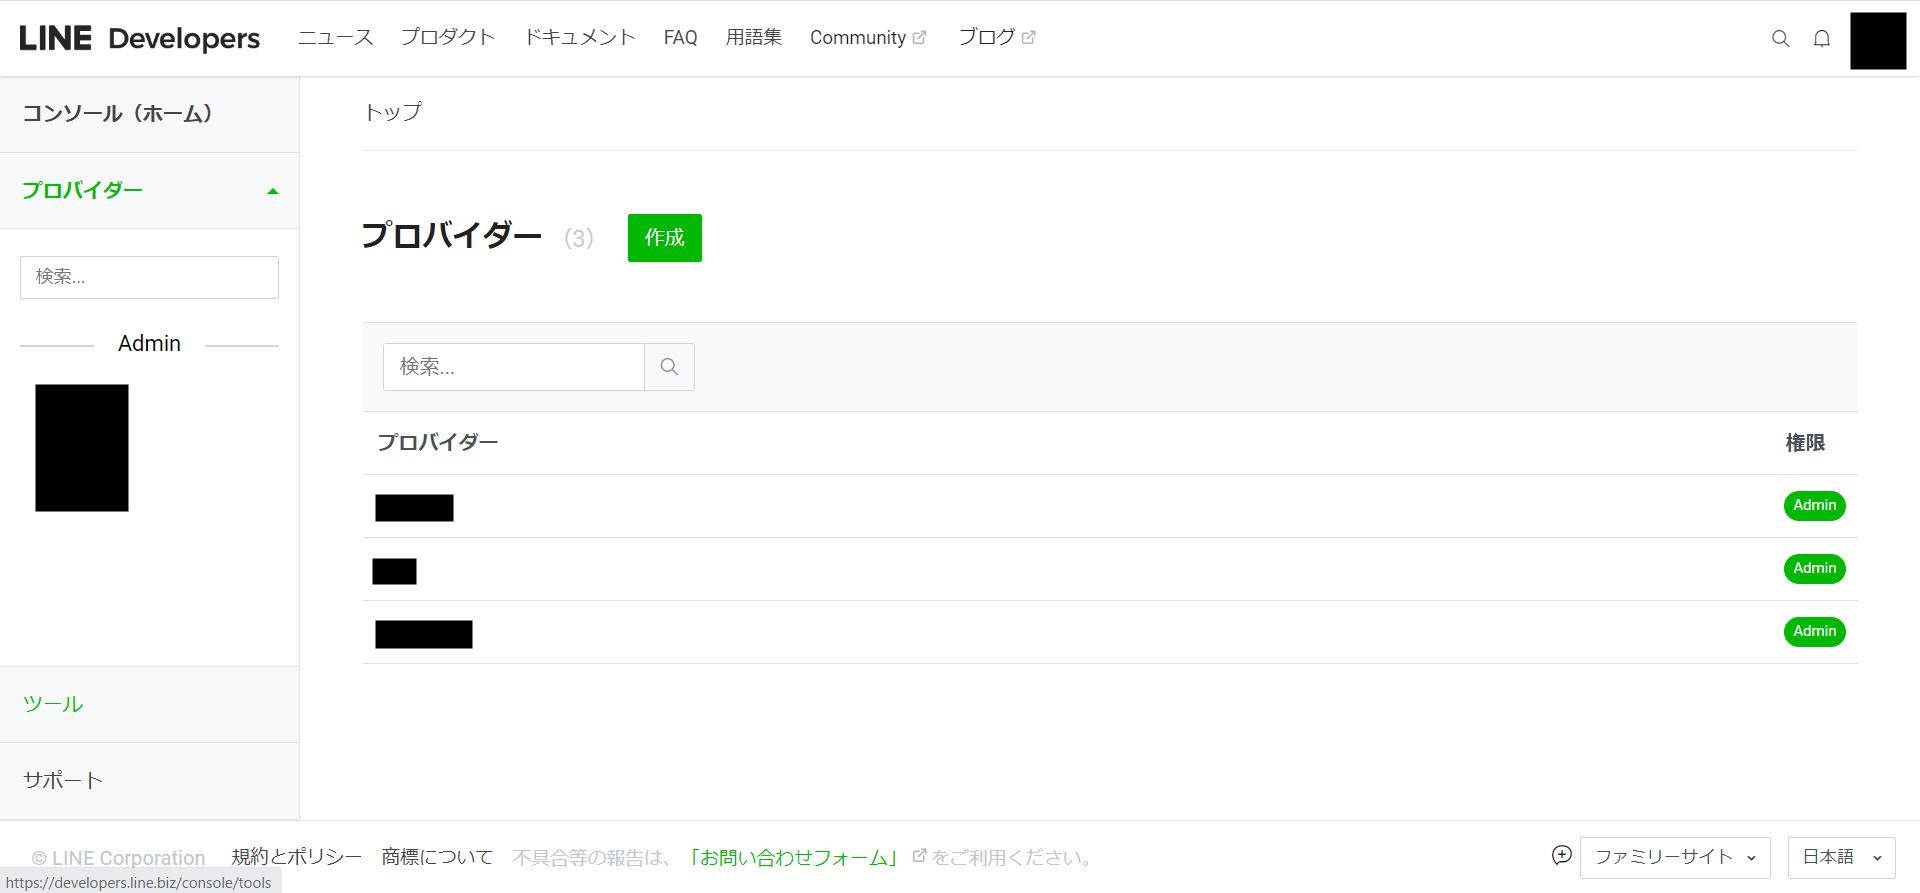 LINE Developers ニュース プロダクト ドキュメント FAQ 用語集 Community ブログ
コンソール（ホーム）
プロバイダー
検索...
Admin
ツール
サポート
トップ
プロバイダー (3) 作成
検索...
プロバイダー 権限
Admin
Admin
Admin
© LINE Corporation 規約とポリシー 商標について 不具合等の報告は、「お問い合わせフォーム」をご利用ください。 ファミリーサイト 日本語
https://developers.line.biz/console/tools